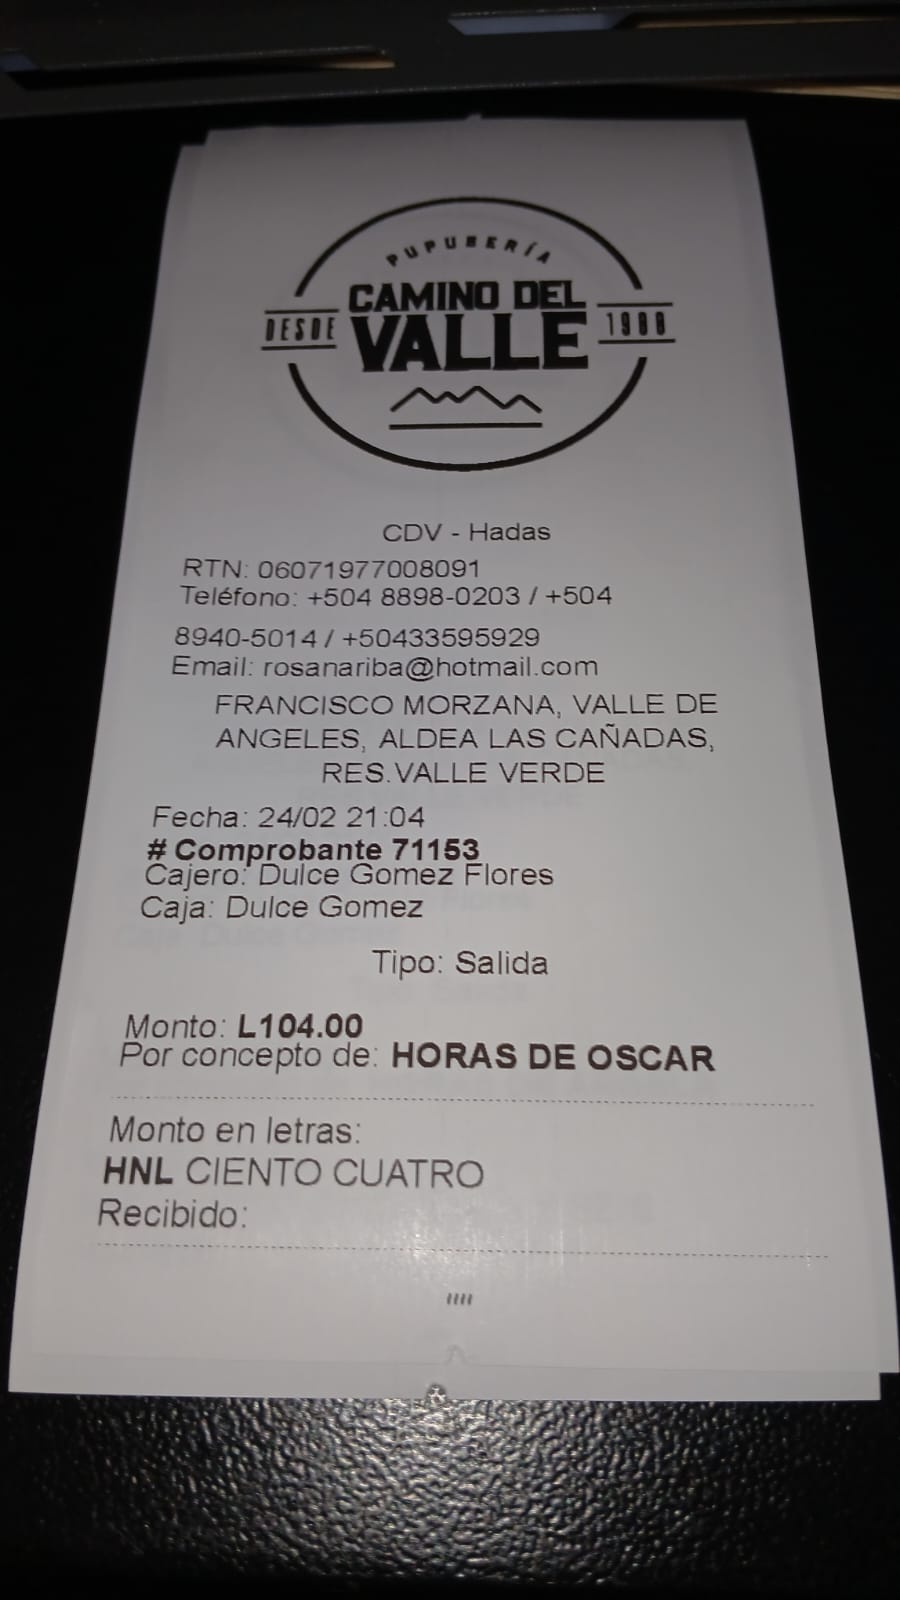 PUPUSERÍA
CAMINO DEL
DESDE VALLE 1988
CDV - Hadas
RTN: 06071977008091
Teléfono: +504 8898-0203 / +504
8940-5014 / +50433595929
Email: rosanariba@hotmail.com
FRANCISCO MORZANA, VALLE DE
ANGELES, ALDEA LAS CAÑADAS,
RES.VALLE VERDE
Fecha: 24/02 21:04
# Comprobante 71153
Cajero: Dulce Gomez Flores
Caja: Dulce Gomez
Tipo: Salida
Monto: L104.00
Por concepto de: HORAS DE OSCAR
Monto en letras:
HNL CIENTO CUATRO
Recibido: